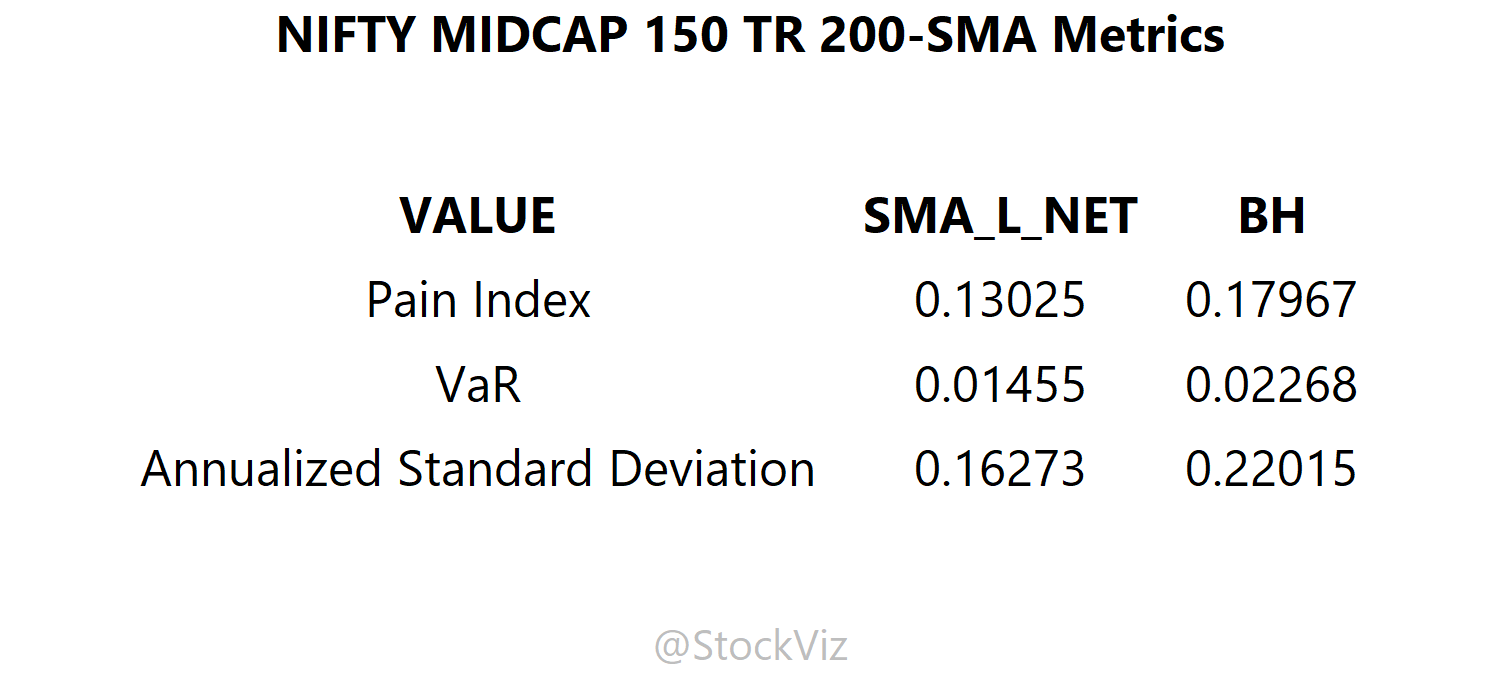 NIFTY MIDCAP 150 TR 200-SMA Metrics
VALUE SMA_L_NET BH
Pain Index 0.13025 0.17967
VaR 0.01455 0.02268
Annualized Standard Deviation 0.16273 0.22015
@StockViz